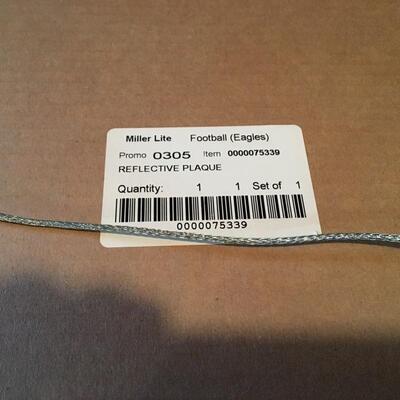 Miller Lite Football (Eagles)
Promo 0305 Item 0000075339
REFLECTIVE PLAQUE
Quantity: 1 1 Set of 1
0000075339